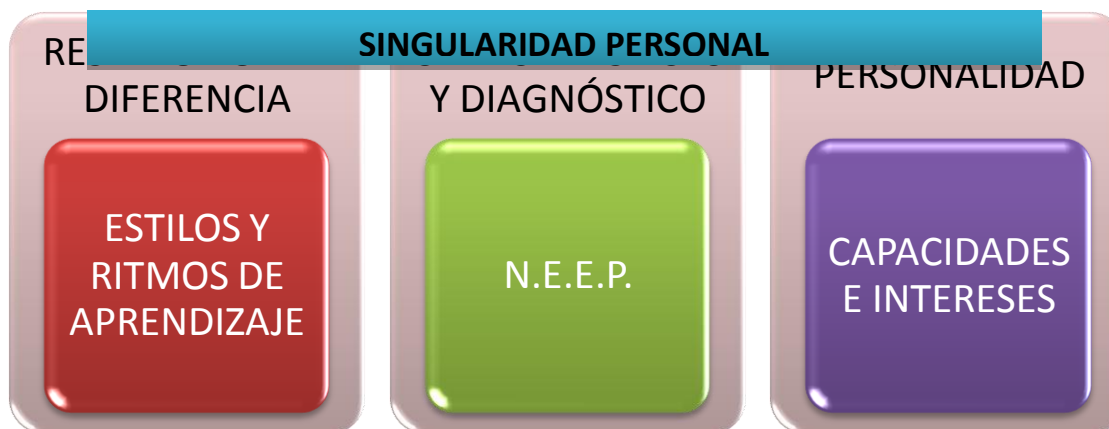 SINGULARIDAD PERSONAL
DIFERENCIA
Y DIAGNÓSTICO
PERSONALIDAD
ESTILOS Y
RITMOS DE
APRENDIZAJE
N.E.E.P.
CAPACIDADES
E INTERESES